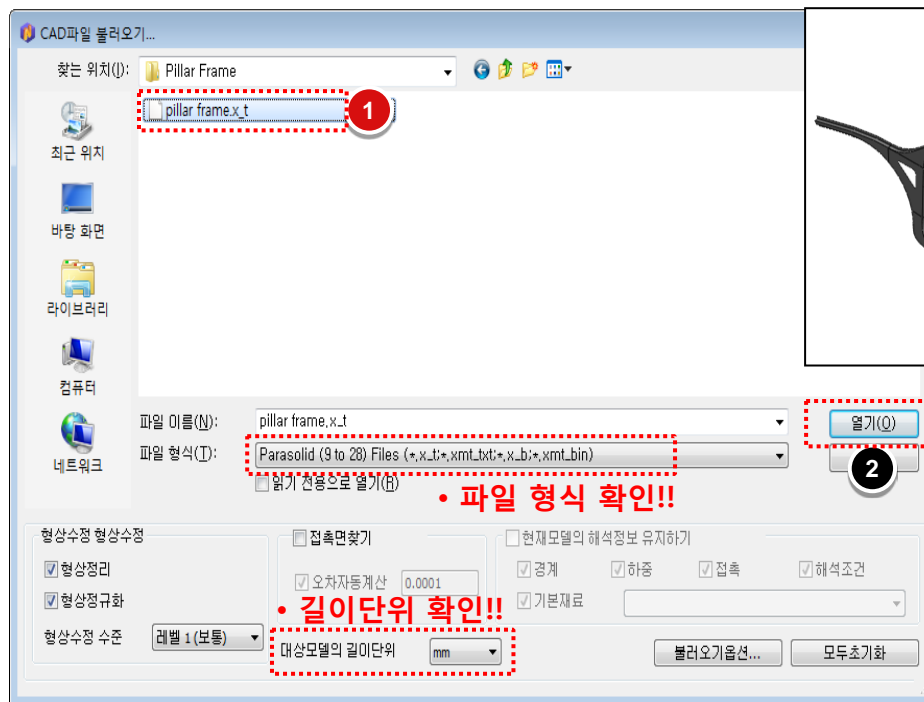 CAD파일 불러오기...
찾는 위치(I):
Pillar Frame
pillar frame.x_t
1
최근 위치
바탕 화면
라이브러리
컴퓨터
네트워크
파일 이름(N):
pillar frame.x_t
열기(O)
파일 형식(T):
Parasolid (9 to 28) Files (*.x_t;*.xmt_txt;*.x_b;*.xmt_bin)
2
읽기 전용으로 열기(R)
• 파일 형식 확인!!
형상수정 형상수정
접촉면찾기
현재모델의 해석정보 유지하기
형상정리
오차자동계산
0.0001
경계
하중
접촉
해석조건
형상정규화
• 길이단위 확인!!
기본재료
형상수정 수준
레벨 1 (보통)
대상모델의 길이단위
mm
불러오기옵션...
모두초기화